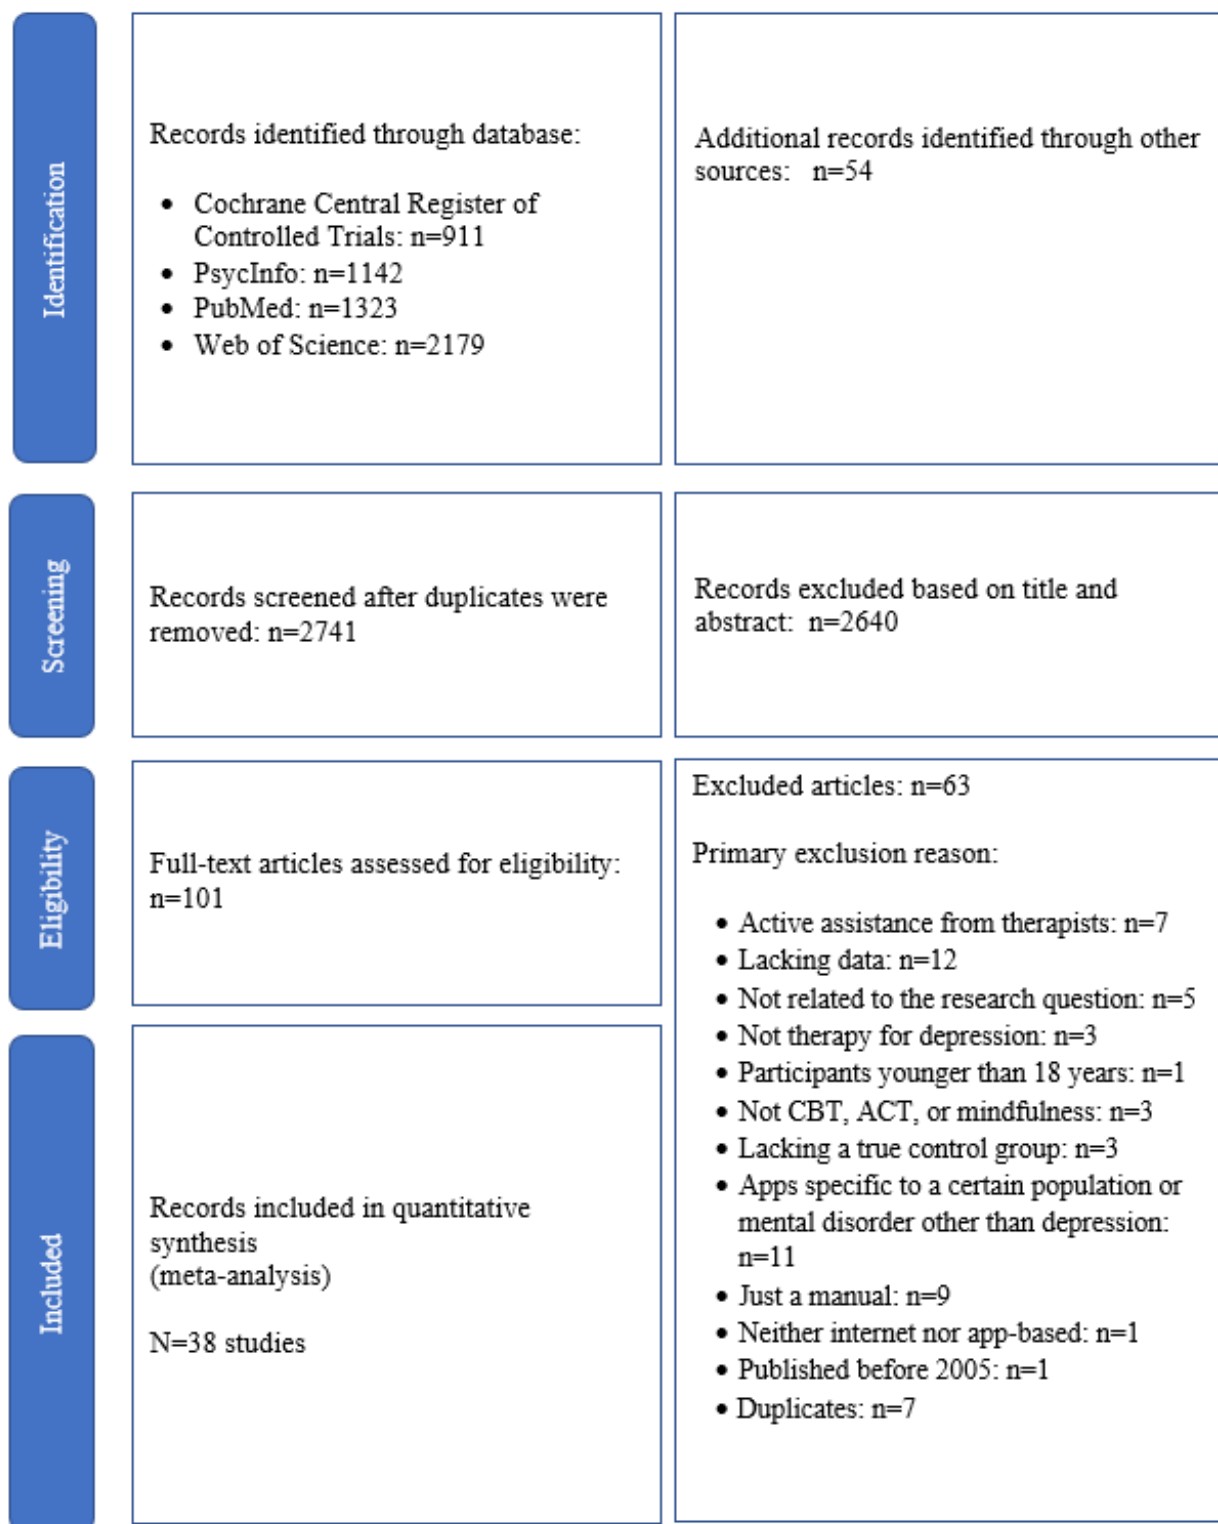 Identification
Records identified through database:
• Cochrane Central Register of
Controlled Trials: n=911
• PsycInfo: n=1142
• PubMed: n=1323
• Web of Science: n=2179
Additional records identified through other
sources: n=54
Screening
Records screened after duplicates were
removed: n=2741
Records excluded based on title and
abstract: n=2640
Eligibility
Full-text articles assessed for eligibility:
n=101
Excluded articles: n=63
Primary exclusion reason:
• Active assistance from therapists: n=7
• Lacking data: n=12
• Not related to the research question: n=5
• Not therapy for depression: n=3
• Participants younger than 18 years: n=1
• Not CBT, ACT, or mindfulness: n=3
• Lacking a true control group: n=3
• Apps specific to a certain population or
mental disorder other than depression:
n=11
• Just a manual: n=9
• Neither internet nor app-based: n=1
• Published before 2005: n=1
• Duplicates: n=7
Included
Records included in quantitative
synthesis
(meta-analysis)
N=38 studies